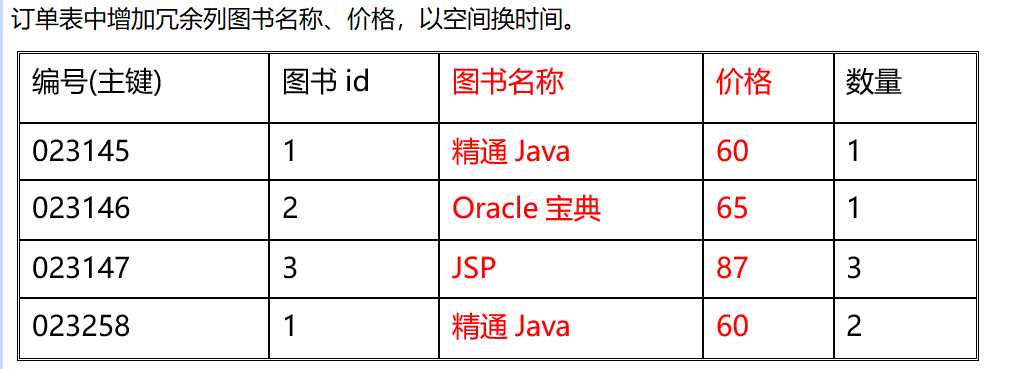 订单表中增加冗余列图书名称、价格，以空间换时间。
编号(主键) 图书 id 图书名称 价格 数量
023145 1 精通 Java 60 1
023146 2 Oracle 宝典 65 1
023147 3 JSP 87 3
023258 1 精通 Java 60 2